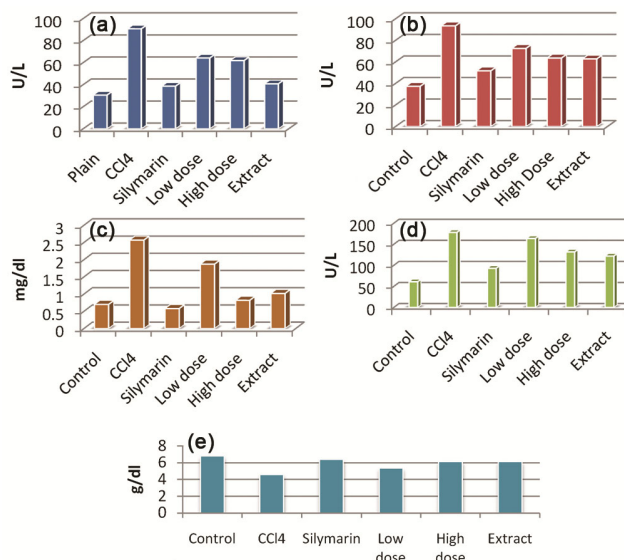 (a)
U/L
100
80
60
40
20
0
Plain
CCl4
Silymarin
Low dose
High dose
Extract
(b)
U/L
100
80
60
40
20
0
Control
CCl4
Silymarin
Low dose
High Dose
Extract
(c)
mg/dl
3
2.5
2
1.5
1
0.5
0
Control
CCl4
Silymarin
Low dose
High dose
Extract
(d)
U/L
200
150
100
50
0
Control
CCl4
Silymarin
Low dose
High dose
Extract
(e)
g/dl
8
6
4
2
0
Control
CCl4
Silymarin
Low
dose
High
dose
Extract